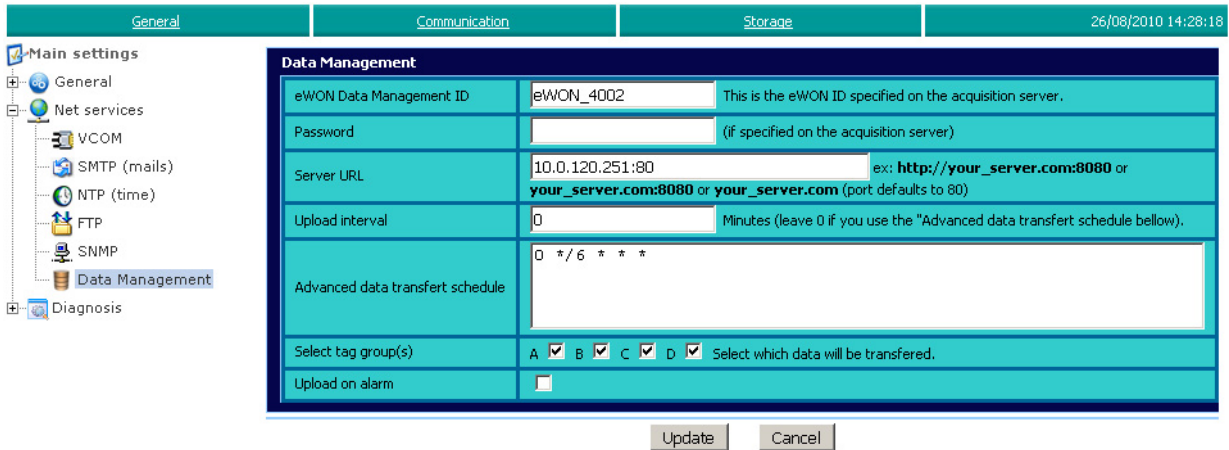 General Communication Storage 26/08/2010 14:28:18
Main settings
General
Net services
VCOM
SMTP (mails)
NTP (time)
FTP
SNMP
Data Management
Diagnosis
Data Management
eWON Data Management ID eWON_4002 This is the eWON ID specified on the acquisition server.
Password (if specified on the acquisition server)
Server URL 10.0.120.251:80 ex: http://your_server.com:8080 or
your_server.com:8080 or your_server.com (port defaults to 80)
Upload interval 0 Minutes (leave 0 if you use the "Advanced data transfert schedule bellow).
Advanced data transfert schedule 0 */6 * * *
Select tag group(s) A B C D Select which data will be transfered.
Upload on alarm
Update Cancel